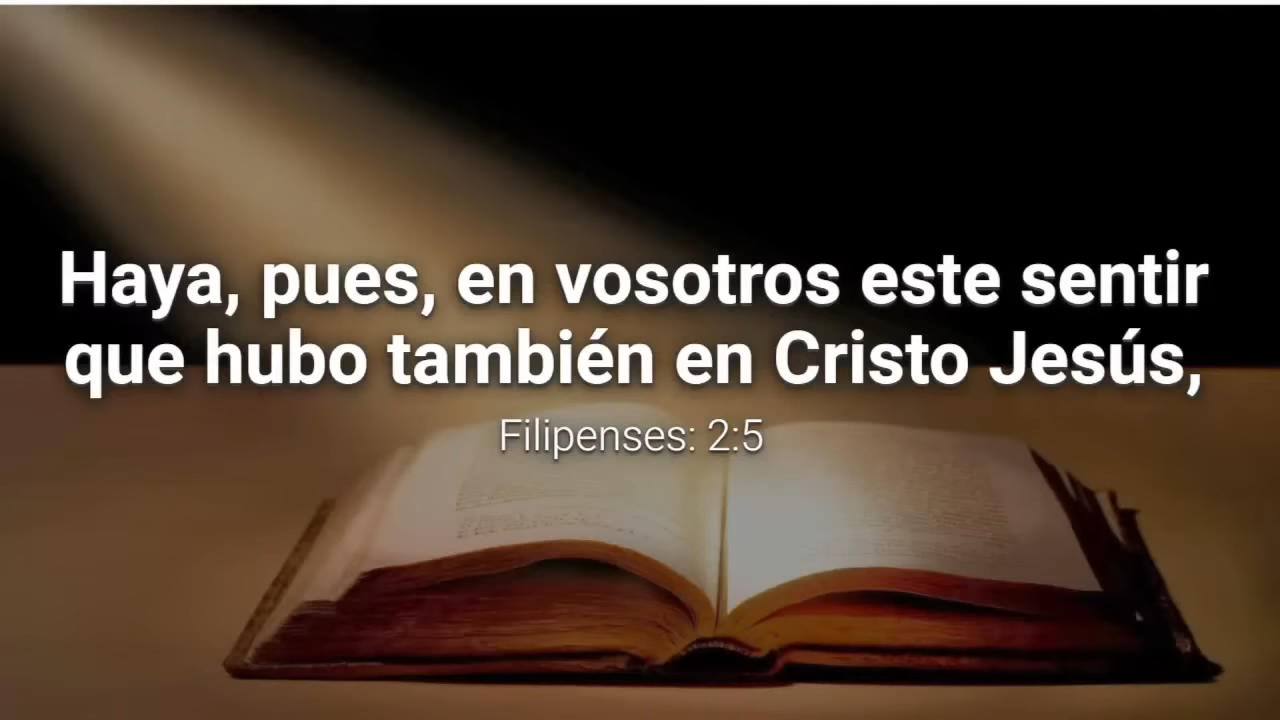 Haya, pues, en vosotros este sentir
que hubo también en Cristo Jesús,
Filipenses: 2:5